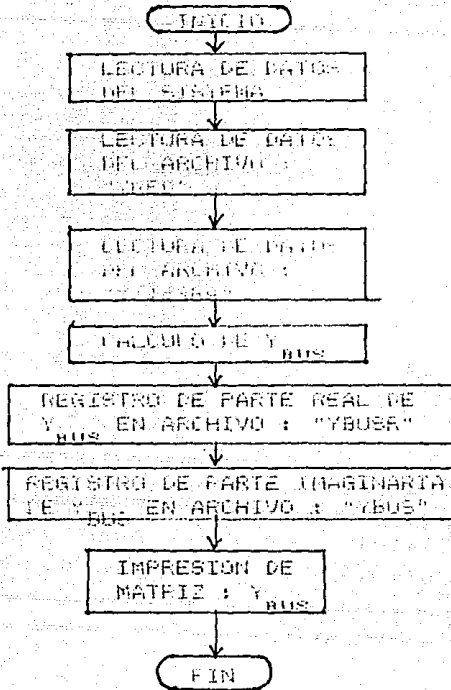 INICIO
LECTURA DE DATOS
DEL SISTEMA
LECTURA DE DATOS
DEL ARCHIVO :
LECTURA DE DATOS
DEL ARCHIVO :
CALCULO DE Y BUS
REGISTRO DE PARTE REAL DE
Y BUS EN ARCHIVO : "YBUSR"
REGISTRO DE PARTE IMAGINARIA
DE Y BUS EN ARCHIVO : "YBUS"
IMPRESION DE
MATRIZ : Y BUS
FIN